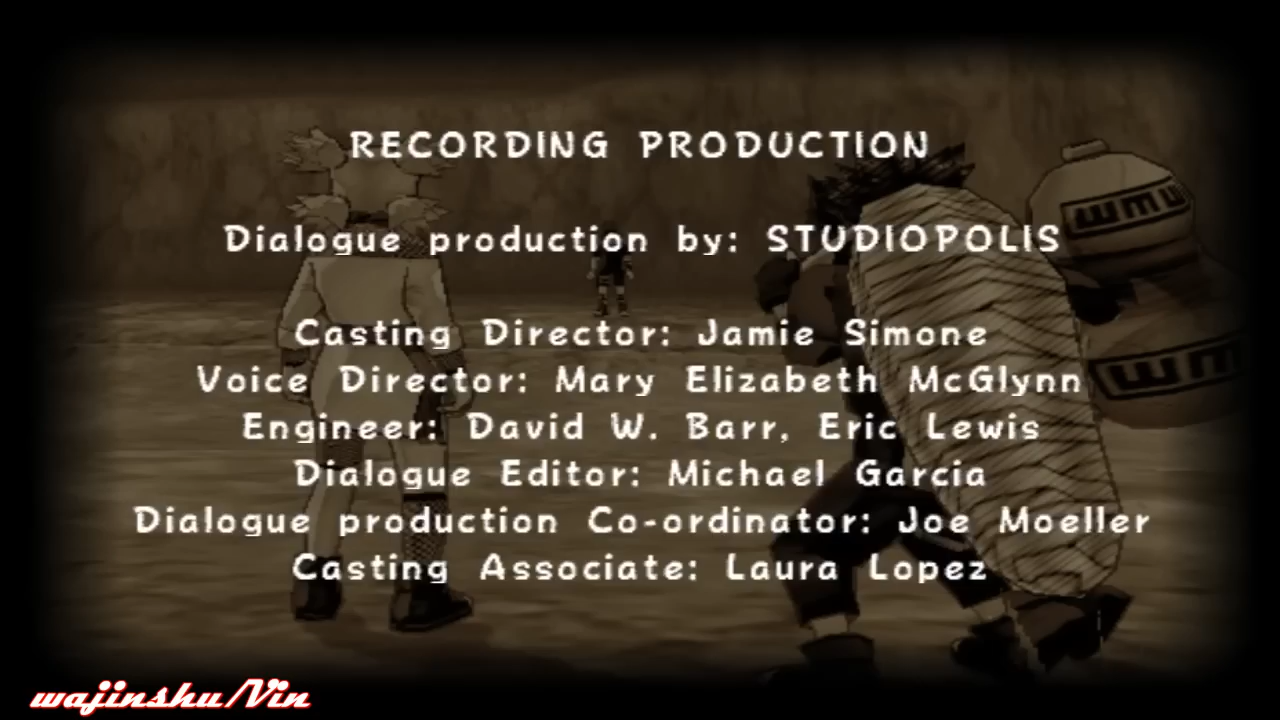 RECORDING PRODUCTION
Dialogue production by: STUDIOPOLIS
Casting Director: Jamie Simone
Voice Director: Mary Elizabeth McGlynn
Engineer: David W. Barr, Eric Lewis
Dialogue Editor: Michael Garcia
Dialogue production Co-ordinator: Joe Moeller
Casting Associate: Laura Lopez
wajinshu/Vin